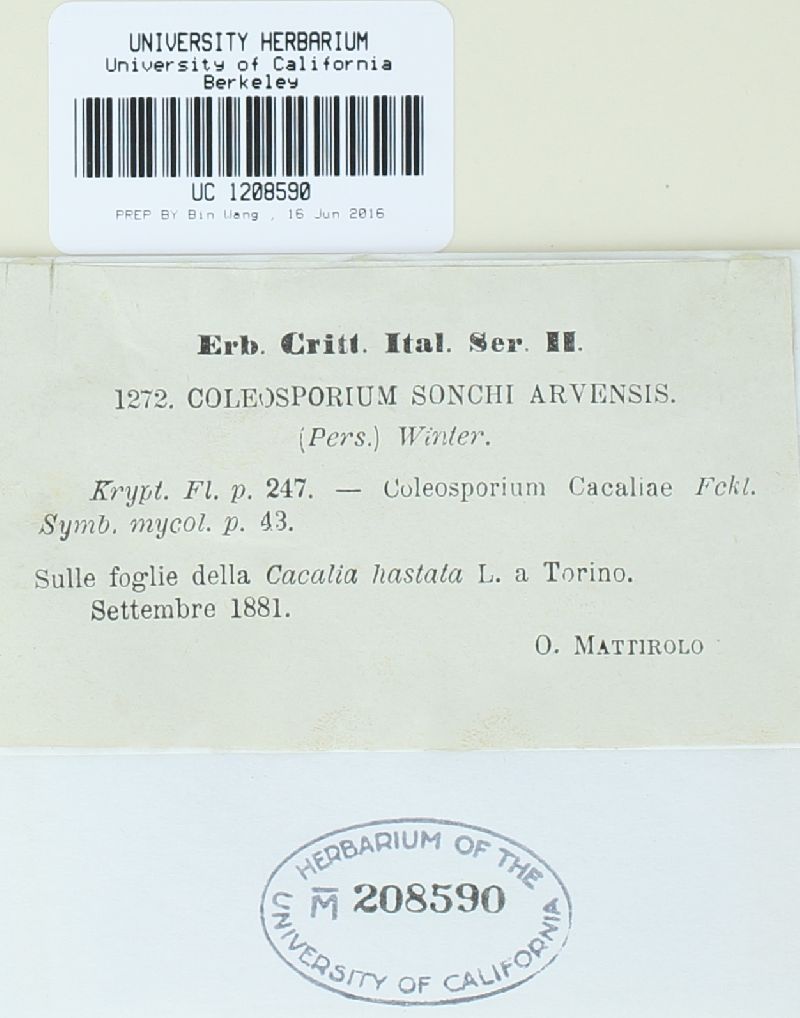 UNIVERSITY HERBARIUM
University of California
Berkeley
UC 1208590
PREP BY Bin Wang , 16 Jun 2016
Erb. Critt. Ital. Ser. II.
1272. COLEOSPORIUM SONCHI ARVENSIS.
(Pers.) Winter.
Krypt. Fl. p. 247. — Coleosporium Cacaliae Fckl.
Symb. mycol. p. 43.
Sulle foglie della Cacalia hastata L. a Torino.
Settembre 1881.
O. MATTIROLO
HERBARIUM OF THE
M̅ 208590
UNIVERSITY OF CALIFORNIA